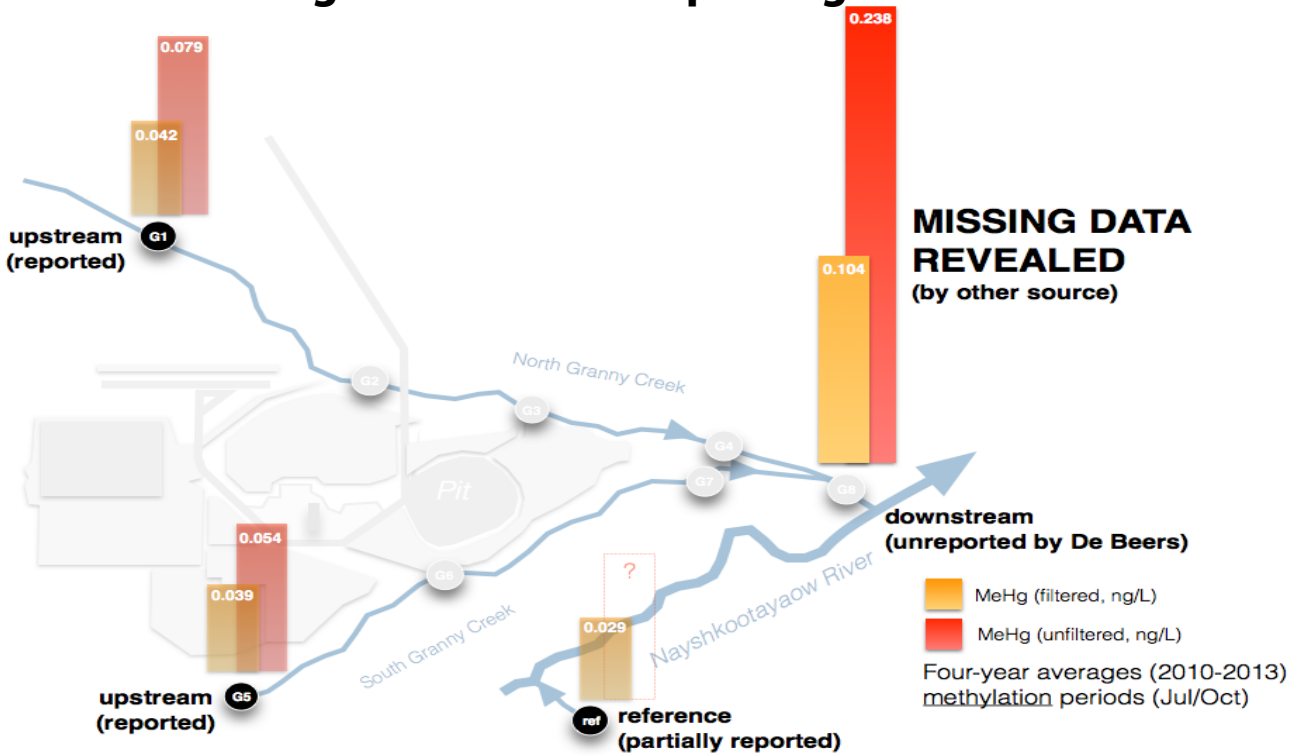 0.238
0.079
0.042
MISSING DATA
REVEALED
(by other source)
0.104
upstream
(reported)
G1
North Granny Creek
G2
G3
G4
G7
G8
Pit
downstream
(unreported by De Beers)
0.054
0.039
G6
?
0.029
Nayshkootayaow River
South Granny Creek
MeHg (filtered, ng/L)
MeHg (unfiltered, ng/L)
Four-year averages (2010-2013)
methylation periods (Jul/Oct)
upstream
(reported)
G5
ref
reference
(partially reported)